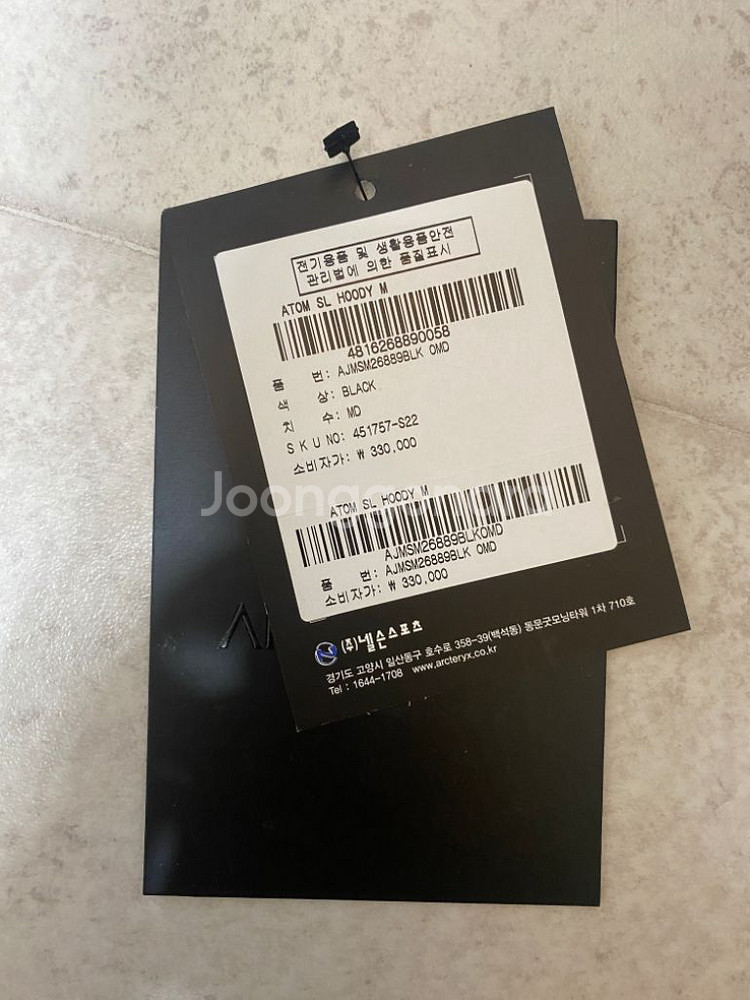 전기용품 및 생활용품안전
관리법에 의한 품질표시
ATOM SL HOODY M
4816268890058
품 번: AJMSM26889BLK OMD
색 상: BLACK
치 수: MD
S K U NO: 451757-S22
소비자가: ₩ 330,000
ATOM SL HOODY M
AJMSM26889BLKOMD
품 번: AJMSM26889BLK OMD
소비자가: ₩ 330,000
(주)넬슨스포츠
경기도 고양시 일산동구 호수로 358-39(백석동) 동문굿모닝타워 1차 710호
Tel : 1644-1708 www.arcteryx.co.kr
Joonggonara